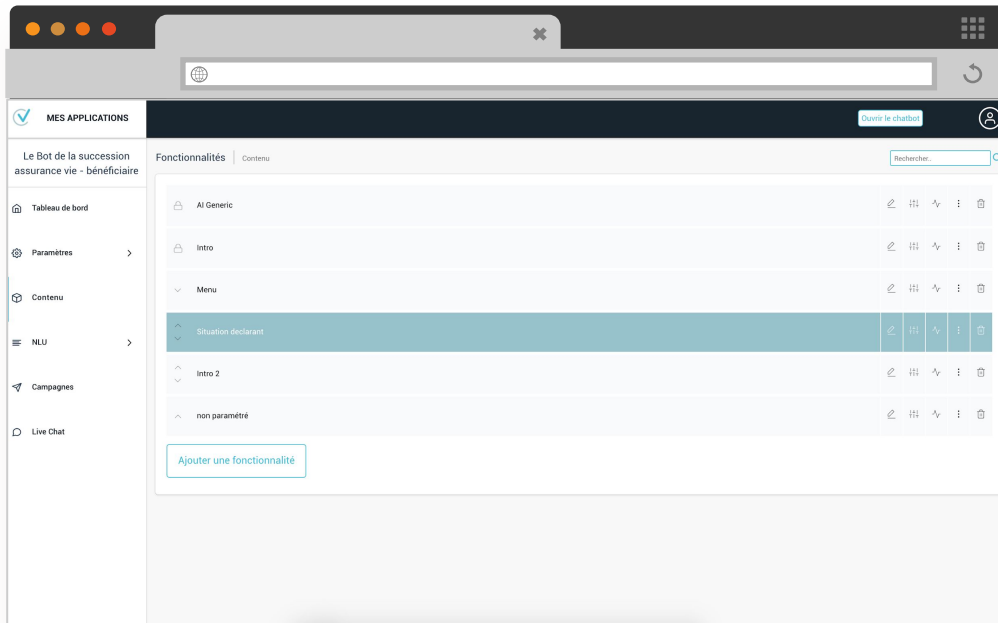 MES APPLICATIONS
Ouvrir le chatbot
Le Bot de la succession
assurance vie - bénéficiaire
Fonctionnalités
Contenu
Rechercher..
Tableau de bord
Paramètres
Contenu
NLU
Campagnes
Live Chat
AI Generic
Intro
Menu
Situation declarant
Intro 2
non paramétré
Ajouter une fonctionnalité